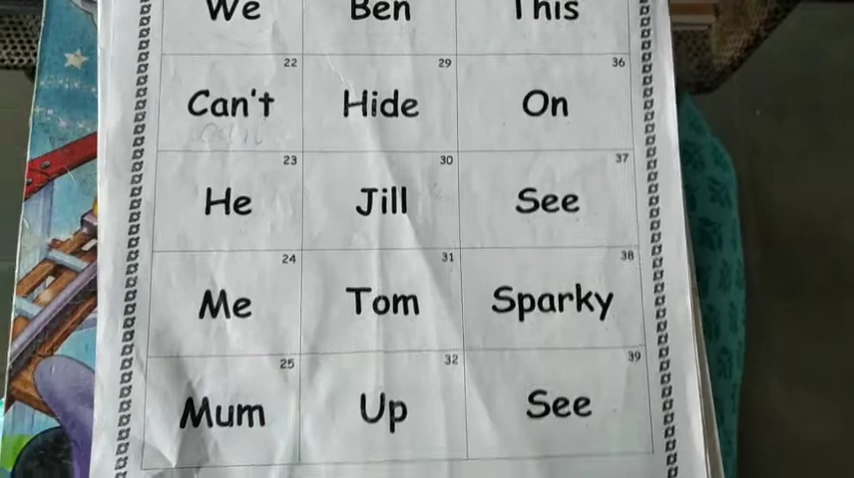 We Ben This
22 29 36
Can't Hide On
23 30 37
He Jill See
24 31 38
Me Tom Sparky
25 32 39
Mum Up See